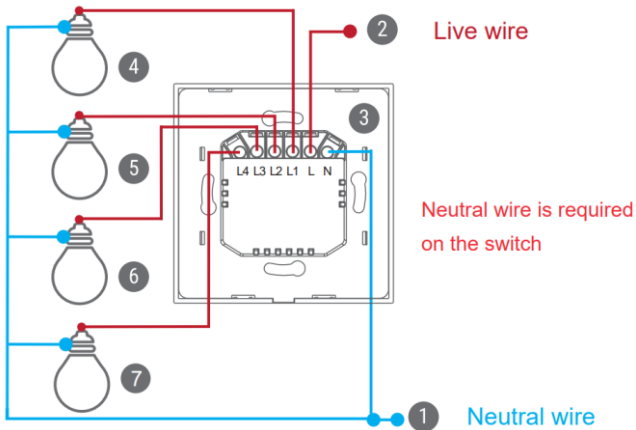 2 Live wire
4
3
5
L4 L3 L2 L1 L N
Neutral wire is required
on the switch
6
7
1 Neutral wire